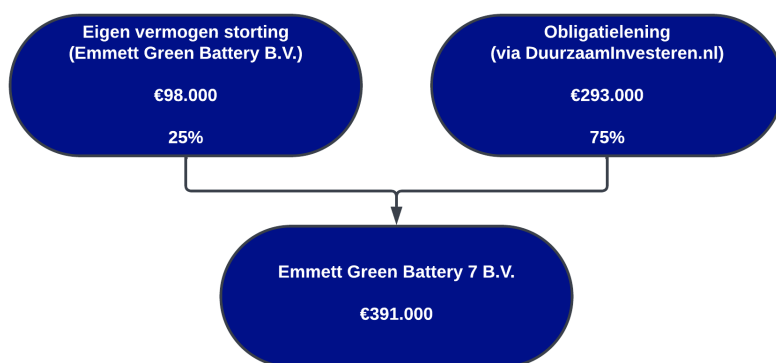 Eigen vermogen storting
(Emmett Green Battery B.V.)
€98.000
25%
Obligatielening
(via DuurzaamInvesteren.nl)
€293.000
75%
Emmett Green Battery 7 B.V.
€391.000